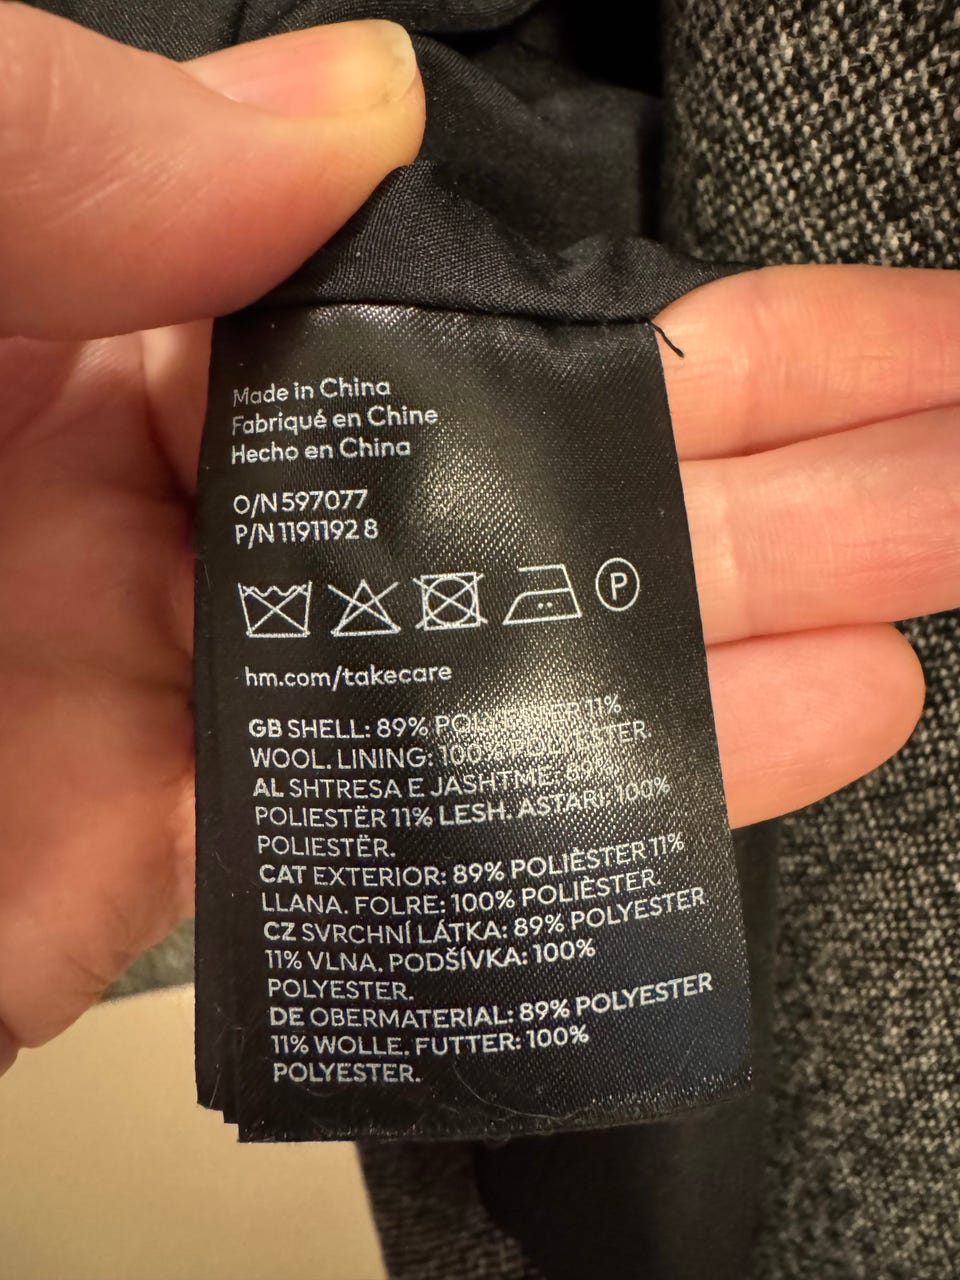 Made in China
Fabriqué en Chine
Hecho en China
O/N 597077
P/N 1191192 8
P
hm.com/takecare
GB SHELL: 89% POLYESTER 11%
WOOL. LINING: 100% POLYESTER.
AL SHTRESA E JASHTME: 89%
POLIESTËR 11% LESH. ASTARI: 100%
POLIESTËR.
CAT EXTERIOR: 89% POLIÈSTER 11%
LLANA. FOLRE: 100% POLIÈSTER.
CZ SVRCHNÍ LÁTKA: 89% POLYESTER
11% VLNA. PODŠÍVKA: 100%
POLYESTER.
DE OBERMATERIAL: 89% POLYESTER
11% WOLLE. FUTTER: 100%
POLYESTER.